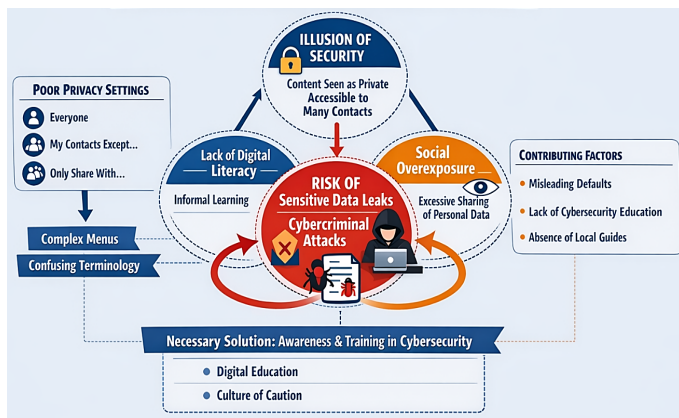 ILLUSION OF
SECURITY
Content Seen as Private
Accessible to
Many Contacts
POOR PRIVACY SETTINGS
Everyone
My Contacts Except...
Only Share With...
Complex Menus
Confusing Terminology
Lack of Digital
Literacy
Informal Learning
RISK OF
Sensitive Data Leaks
Cybercriminal
Attacks
Social
Overexposure
Excessive Sharing
of Personal Data
CONTRIBUTING FACTORS
• Misleading Defaults
• Lack of Cybersecurity Education
• Absence of Local Guides
Necessary Solution: Awareness & Training in Cybersecurity
• Digital Education
• Culture of Caution